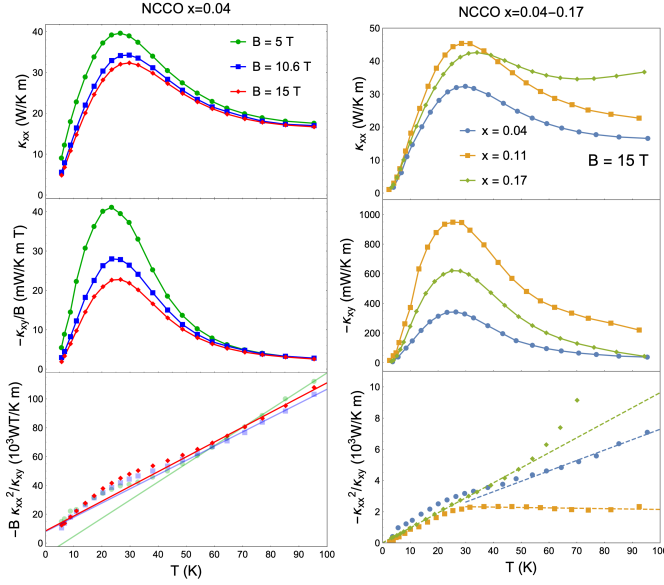 NCCO x=0.04
40
30
20
10
0
κxx (W/K m)
B = 5 T
B = 10.6 T
B = 15 T
40
30
20
10
0
−κxy/B (mW/K m T)
100
80
60
40
20
0
−B κxx²/κxy (10³WT/K m)
0 10 20 30 40 50 60 70 80 90 100
T (K)
NCCO x=0.04−0.17
50
40
30
20
10
0
κxx (W/K m)
x = 0.04
x = 0.11
x = 0.17
B = 15 T
1000
800
600
400
200
0
−κxy (mW/K m)
10
8
6
4
2
0
−κxx²/κxy (10³W/K m)
0 10 20 30 40 50 60 70 80 90 100
T (K)